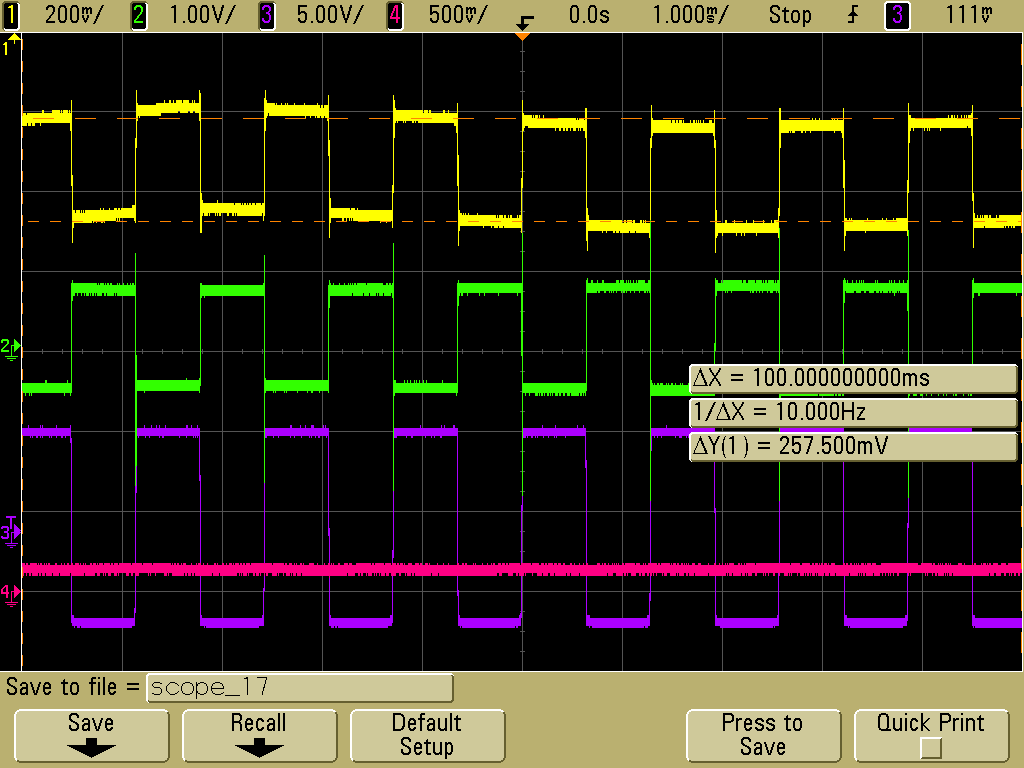 1 200mV/ 2 1.00V/ 3 5.00V/ 4 500mV/ 0.0s 1.000ms/ Stop 3 111mV
1
2
ΔX = 100.000000000ms
1/ΔX = 10.000Hz
ΔY(1) = 257.500mV
T
3
4
Save to file = scope_17
Save Recall Default Setup Press to Save Quick Print